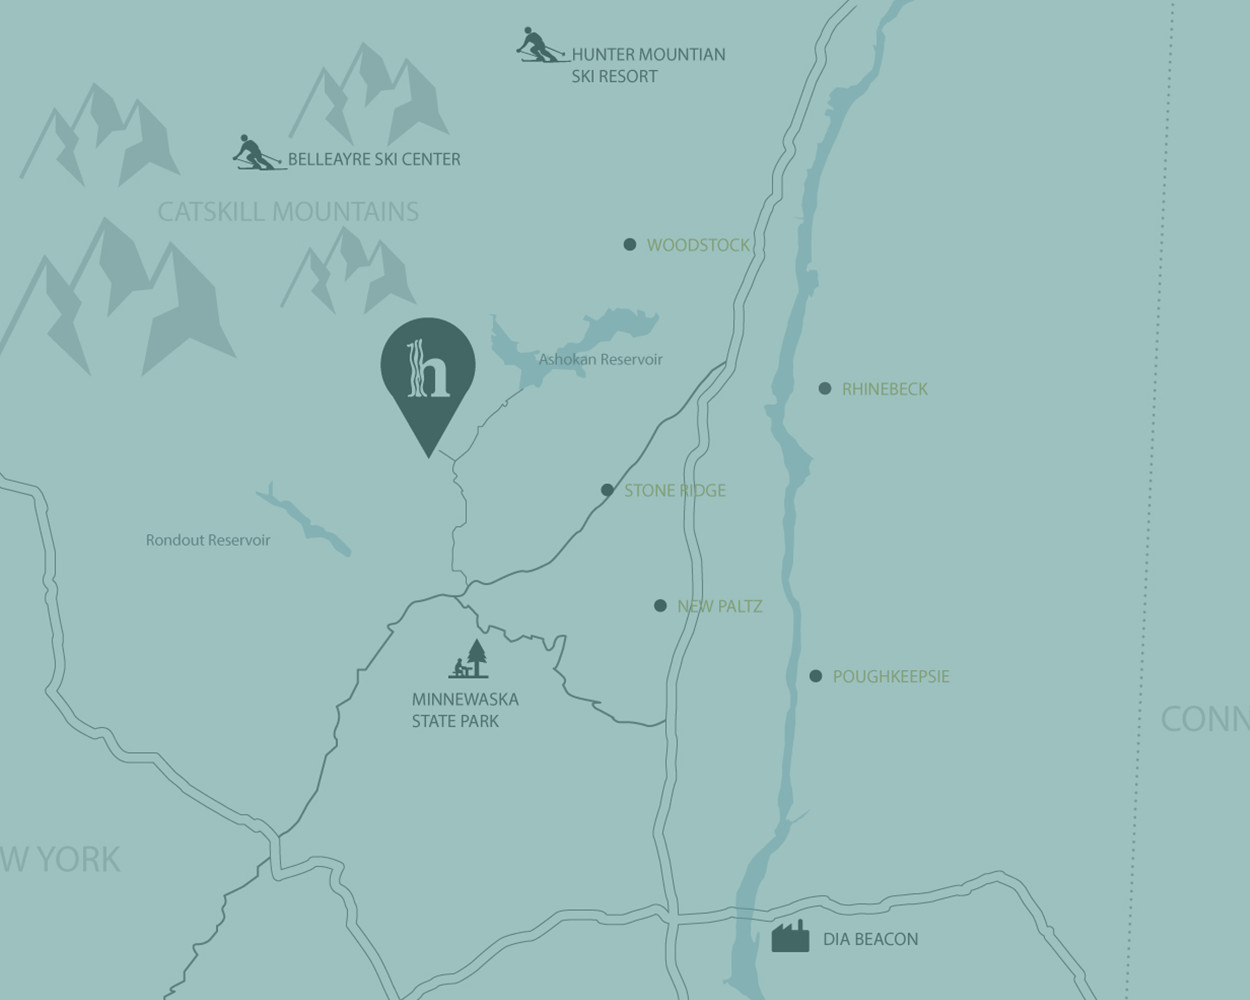 HUNTER MOUNTIAN
SKI RESORT
BELLEAYRE SKI CENTER
CATSKILL MOUNTAINS
WOODSTOCK
h
Ashokan Reservoir
RHINEBECK
STONE RIDGE
Rondout Reservoir
NEW PALTZ
POUGHKEEPSIE
MINNEWASKA
STATE PARK
CONN
W YORK
DIA BEACON